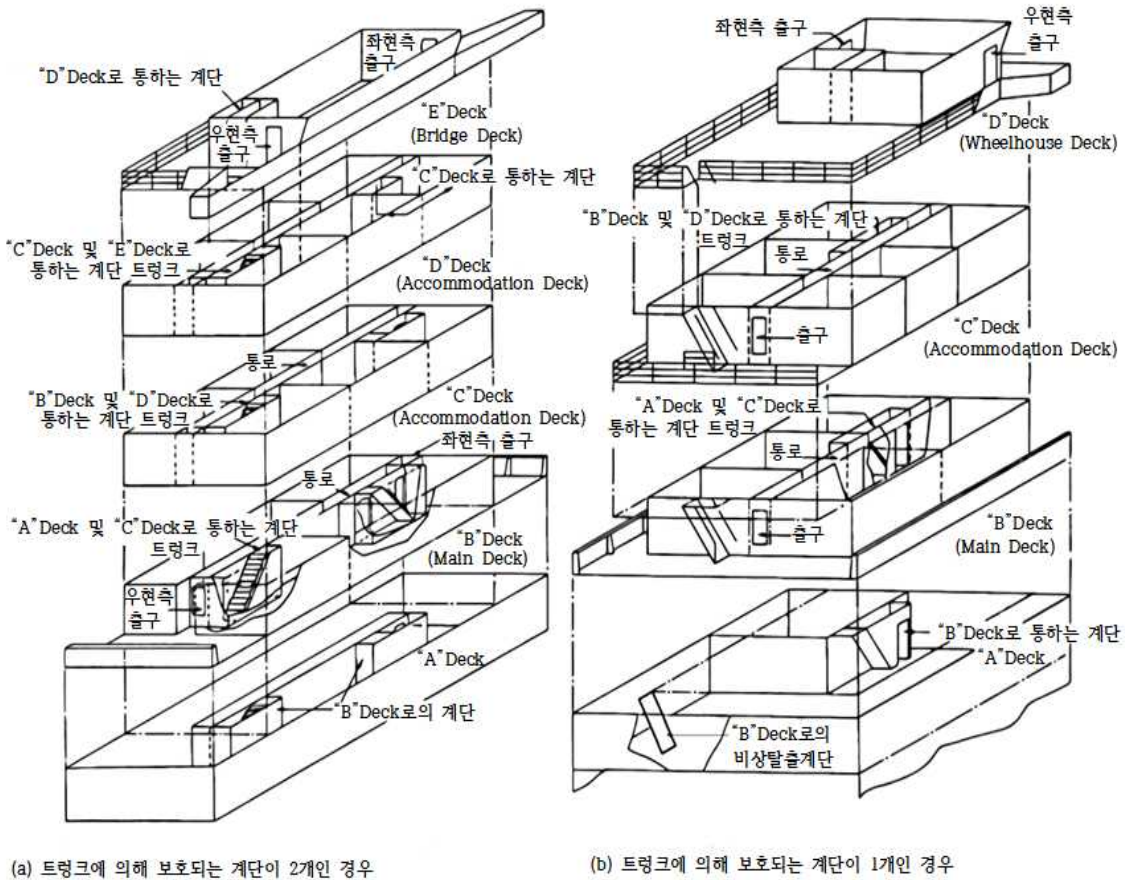 좌현측
출구
“D”Deck로 통하는 계단
우현측
출구
“E”Deck
(Bridge Deck)
“C”Deck로 통하는 계단
“C”Deck 및 “E”Deck로
통하는 계단 트렁크
“D”Deck
(Accommodation Deck)
통로
“B”Deck 및 “D”Deck로
통하는 계단 트렁크
“C”Deck
(Accommodation Deck)
좌현측 출구
통로
“A”Deck 및 “C”Deck로 통하는 계단
트렁크
“B”Deck
(Main Deck)
우현측
출구
“A”Deck
“B”Deck로의 계단
(a) 트렁크에 의해 보호되는 계단이 2개인 경우
좌현측 출구
우현측
출구
“D”Deck
(Wheelhouse Deck)
“B”Deck 및 “D”Deck로 통하는 계단
트렁크
통로
출구
“C”Deck
(Accommodation Deck)
“A”Deck 및 “C”Deck로
통하는 계단 트렁크
통로
출구
“B”Deck
(Main Deck)
“B”Deck로 통하는 계단
“A”Deck
“B”Deck로의
비상탈출계단
(b) 트렁크에 의해 보호되는 계단이 1개인 경우